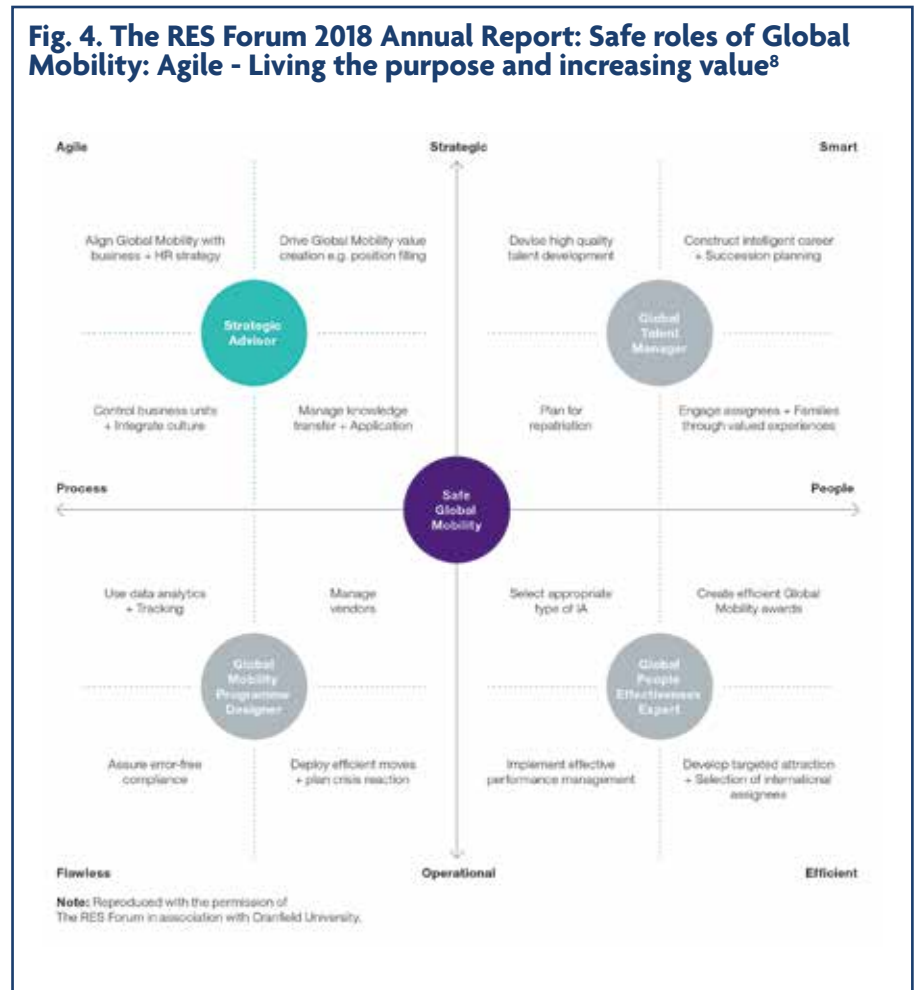 Fig. 4. The RES Forum 2018 Annual Report: Safe roles of Global
Mobility: Agile - Living the purpose and increasing value8
Agile
Strategic
Smart
Align Global Mobility with
business + HR strategy
Drive Global Mobility value
creation e.g. position filling
Devise high quality
talent development
Construct intelligent career
+ Succession planning
Strategic
Advisor
Global
Talent
Manager
Control business units
+ Integrate culture
Manage knowledge
transfer + Application
Plan for
repatriation
Engage assignees + Families
through valued experiences
Process
Safe
Global
Mobility
People
Use data analytics
+ Tracking
Manage
vendors
Select appropriate
type of IA
Create efficient Global
Mobility awards
Global
Mobility
Programme
Designer
Global
People
Effectiveness
Expert
Assure error-free
compliance
Deploy efficient moves
+ plan crisis reaction
Implement effective
performance management
Develop targeted attraction
+ Selection of international
assignees
Flawless
Operational
Efficient
Note: Reproduced with the permission of
The RES Forum in association with Cranfield University.